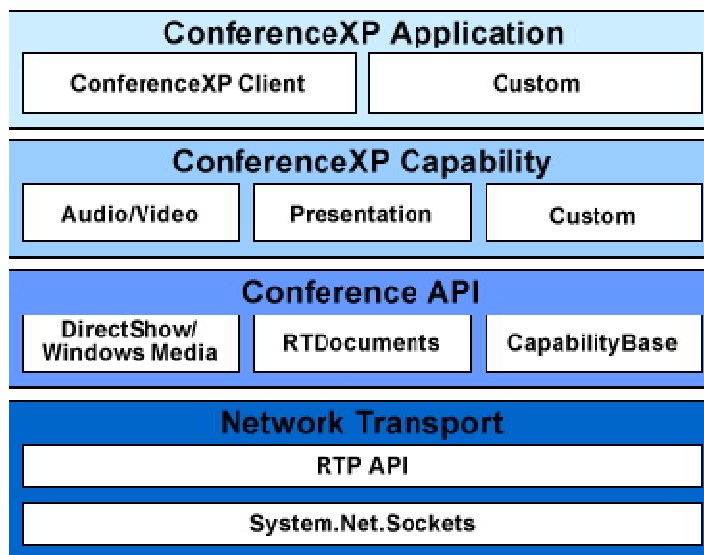 ConferenceXP Application
ConferenceXP Client
Custom
ConferenceXP Capability
Audio/Video
Presentation
Custom
Conference API
DirectShow/
Windows Media
RTDocuments
CapabilityBase
Network Transport
RTP API
System.Net.Sockets